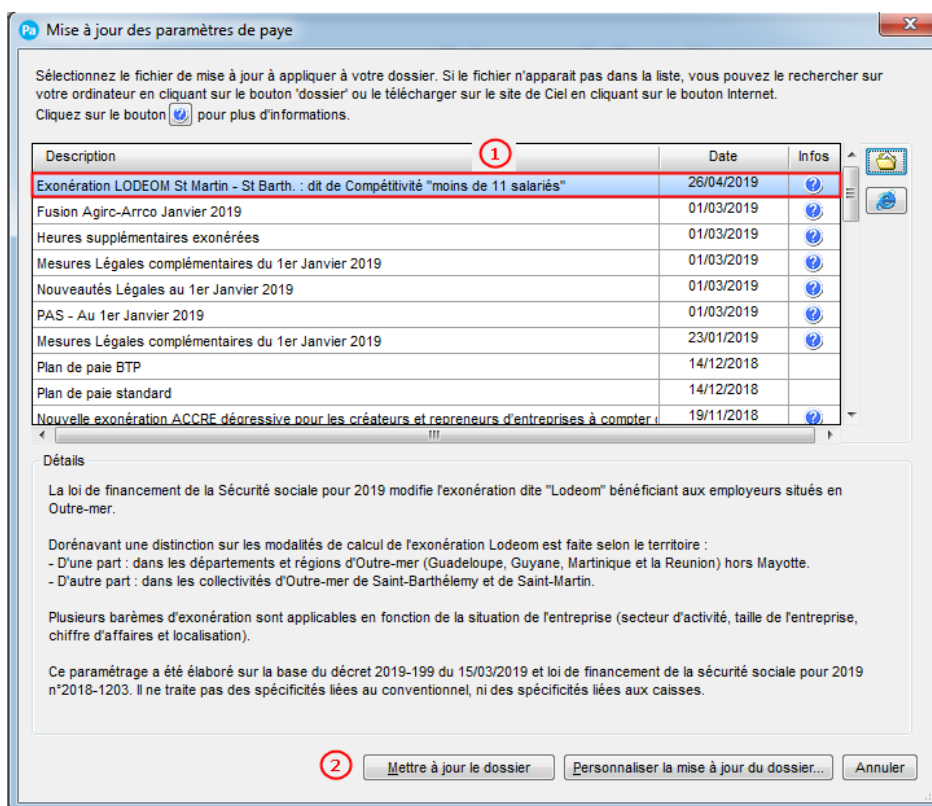 Pa Mise à jour des paramètres de paye
Sélectionnez le fichier de mise à jour à appliquer à votre dossier. Si le fichier n'apparait pas dans la liste, vous pouvez le rechercher sur
votre ordinateur en cliquant sur le bouton 'dossier' ou le télécharger sur le site de Ciel en cliquant sur le bouton Internet.
Cliquez sur le bouton ? pour plus d'informations.
1
Description Date Infos
Exonération LODEOM St Martin - St Barth. : dit de Compétitivité "moins de 11 salariés" 26/04/2019 ?
Fusion Agirc-Arrco Janvier 2019 01/03/2019 ?
Heures supplémentaires exonérées 01/03/2019 ?
Mesures Légales complémentaires du 1er Janvier 2019 01/03/2019 ?
Nouveautés Légales au 1er Janvier 2019 01/03/2019 ?
PAS - Au 1er Janvier 2019 01/03/2019 ?
Mesures Légales complémentaires du 1er Janvier 2019 23/01/2019 ?
Plan de paie BTP 14/12/2018
Plan de paie standard 14/12/2018
Nouvelle exonération ACCRE dégressive pour les créateurs et repreneurs d'entreprises à compter 19/11/2018 ?
Détails
La loi de financement de la Sécurité sociale pour 2019 modifie l'exonération dite "Lodeom" bénéficiant aux employeurs situés en
Outre-mer.
Dorénavant une distinction sur les modalités de calcul de l'exonération Lodeom est faite selon le territoire :
- D'une part : dans les départements et régions d'Outre-mer (Guadeloupe, Guyane, Martinique et la Reunion) hors Mayotte.
- D'autre part : dans les collectivités d'Outre-mer de Saint-Barthélemy et de Saint-Martin.
Plusieurs barèmes d'exonération sont applicables en fonction de la situation de l'entreprise (secteur d'activité, taille de l'entreprise,
chiffre d'affaires et localisation).
Ce paramétrage a été élaboré sur la base du décret 2019-199 du 15/03/2019 et loi de financement de la sécurité sociale pour 2019
n°2018-1203. Il ne traite pas des spécificités liées au conventionnel, ni des spécificités liées aux caisses.
2 Mettre à jour le dossier Personnaliser la mise à jour du dossier... Annuler